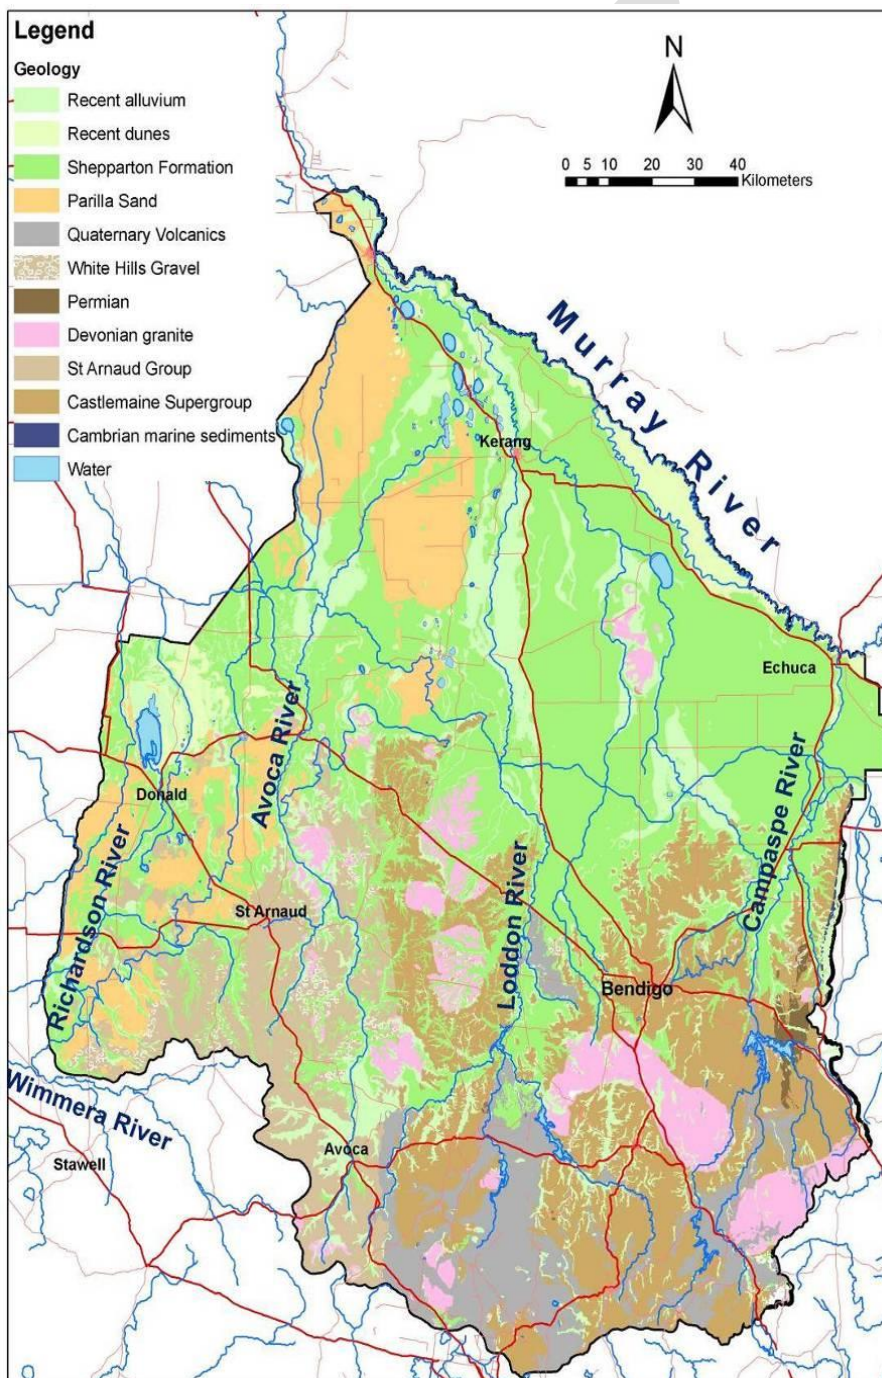 Legend
Geology
Recent alluvium
Recent dunes
Shepparton Formation
Parilla Sand
Quaternary Volcanics
White Hills Gravel
Permian
Devonian granite
St Arnaud Group
Castlemaine Supergroup
Cambrian marine sediments
Water
N
0 5 10 20 30 40
Kilometers
Murray River
Kerang
Echuca
Avoca River
Donald
Campaspe River
Richardson River
St Arnaud
Loddon River
Bendigo
Wimmera River
Stawell
Avoca